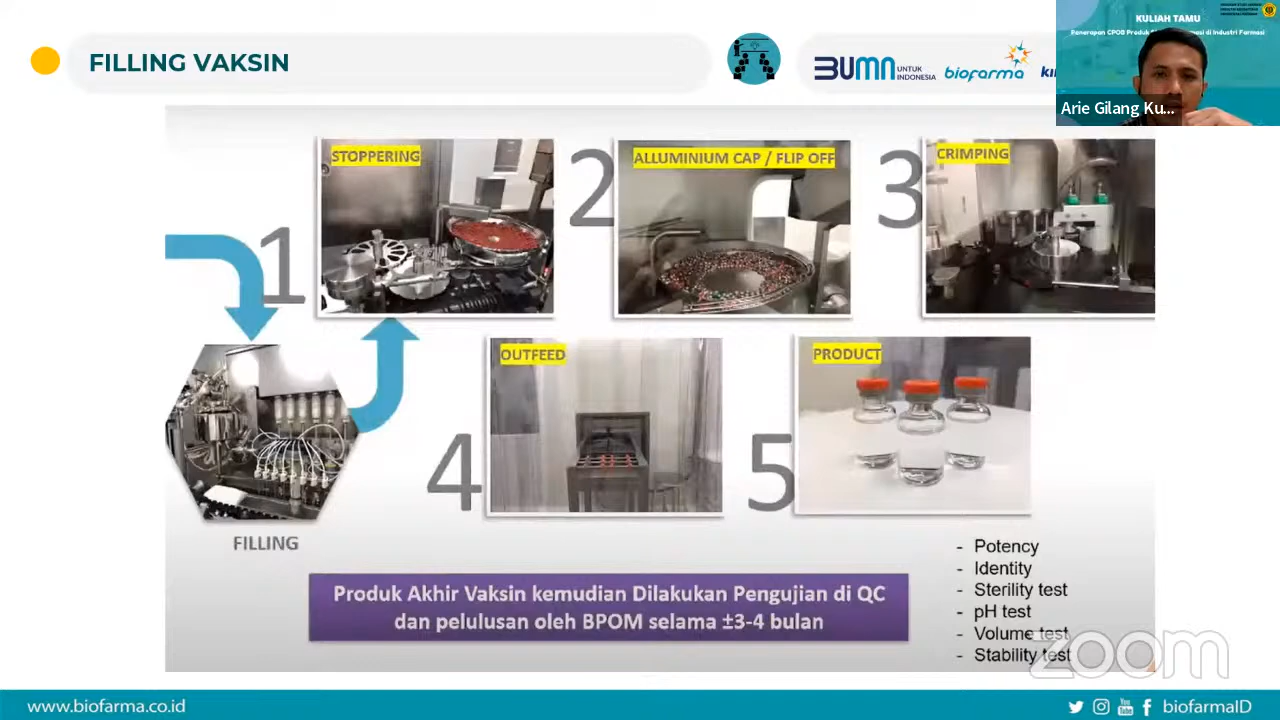 FILLING VAKSIN
BUMN
UNTUK
INDONESIA
biofarma
KULIAH TAMU
Arie Gilang Ku...
1
STOPPERING
2
ALLUMINIUM CAP / FLIP OFF
3
CRIMPING
FILLING
4
OUTFEED
5
PRODUCT
Produk Akhir Vaksin kemudian Dilakukan Pengujian di QC
dan pelulusan oleh BPOM selama ±3-4 bulan
- Potency
- Identity
- Sterility test
- pH test
- Volume test
- Stability test
zoom
www.biofarma.co.id
biofarmaID